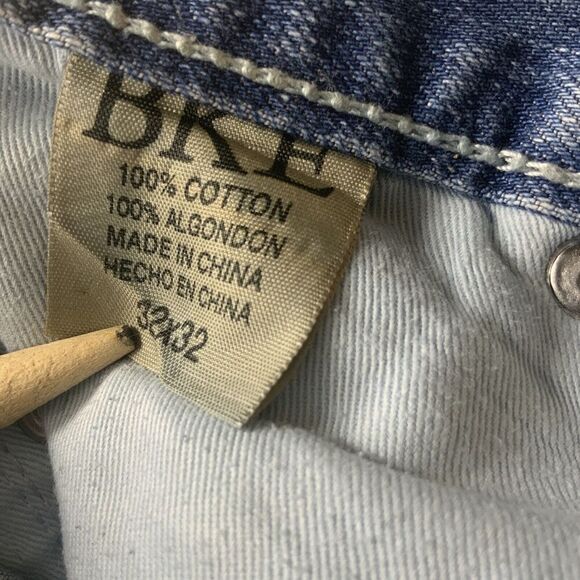 BKE
100% COTTON
100% ALGONDON
MADE IN CHINA
HECHO EN CHINA
32x32